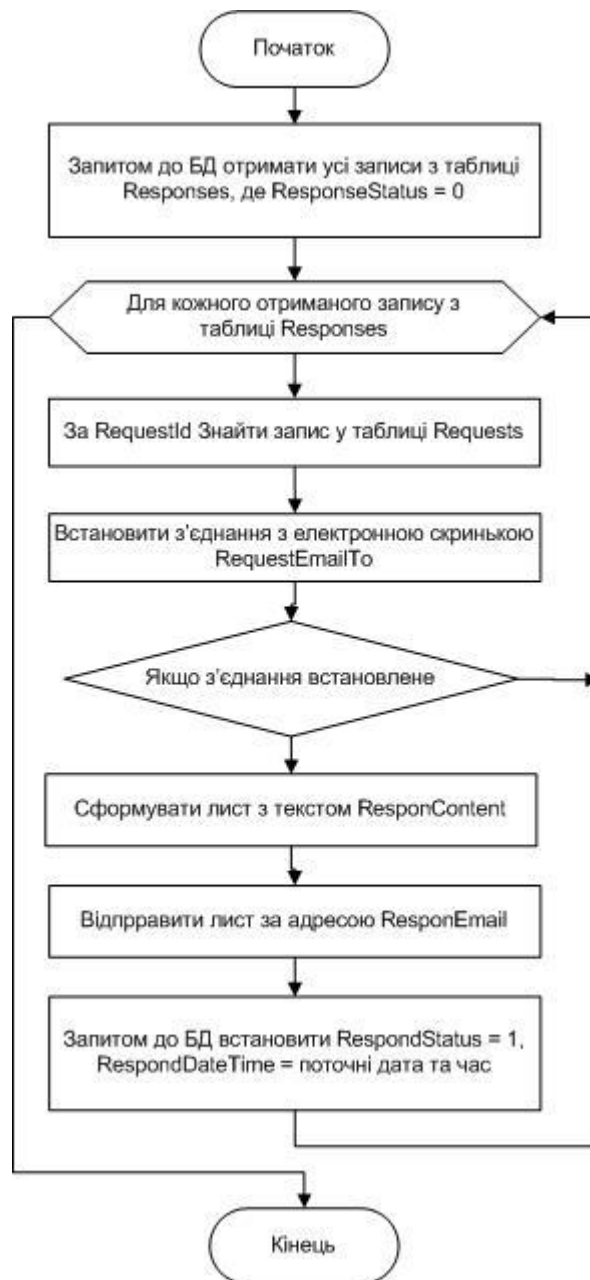 Початок
Запитом до БД отримати усі записи з таблиці
Responses, де ResponseStatus = 0
Для кожного отриманого запису з
таблиці Responses
За RequestId Знайти запис у таблиці Requests
Встановити з'єднання з електронною скринькою
RequestEmailTo
Якщо з'єднання встановлене
Сформувати лист з текстом ResponContent
Відпрравити лист за адресою ResponEmail
Запитом до БД встановити RespondStatus = 1,
RespondDateTime = поточні дата та час
Кінець